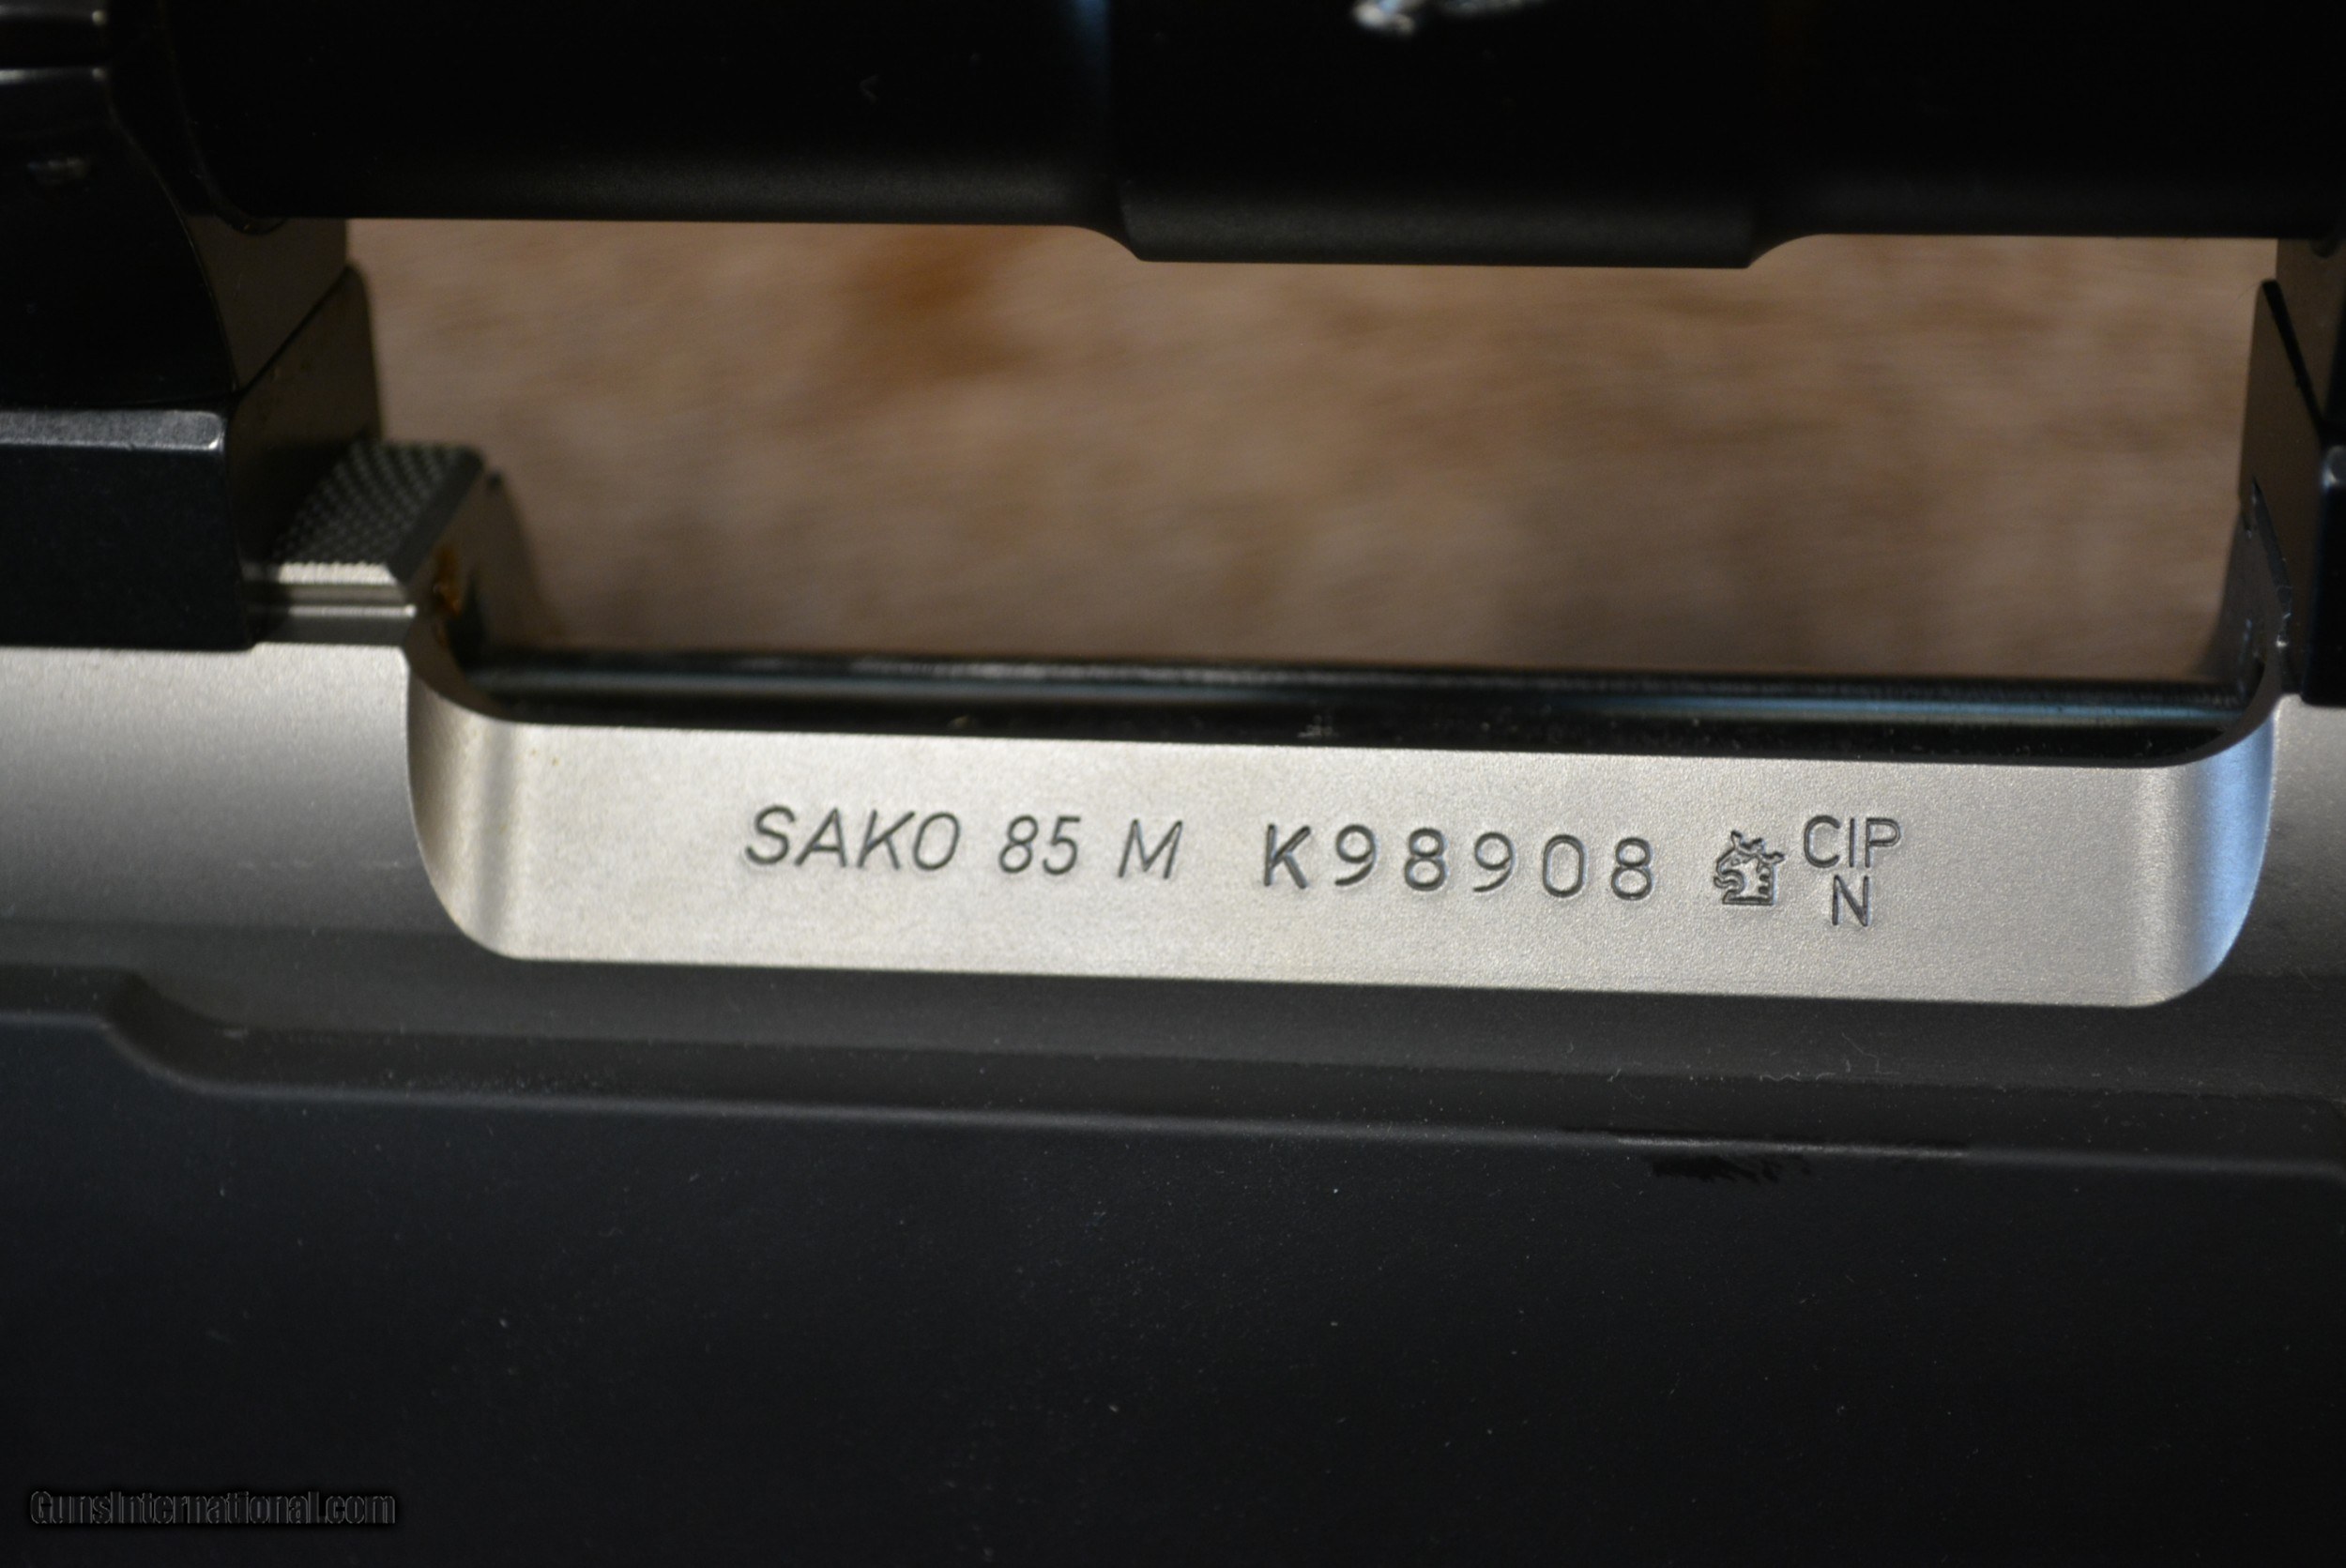 SAKO 85 M K98908 CIP
N
GunsInternational.com